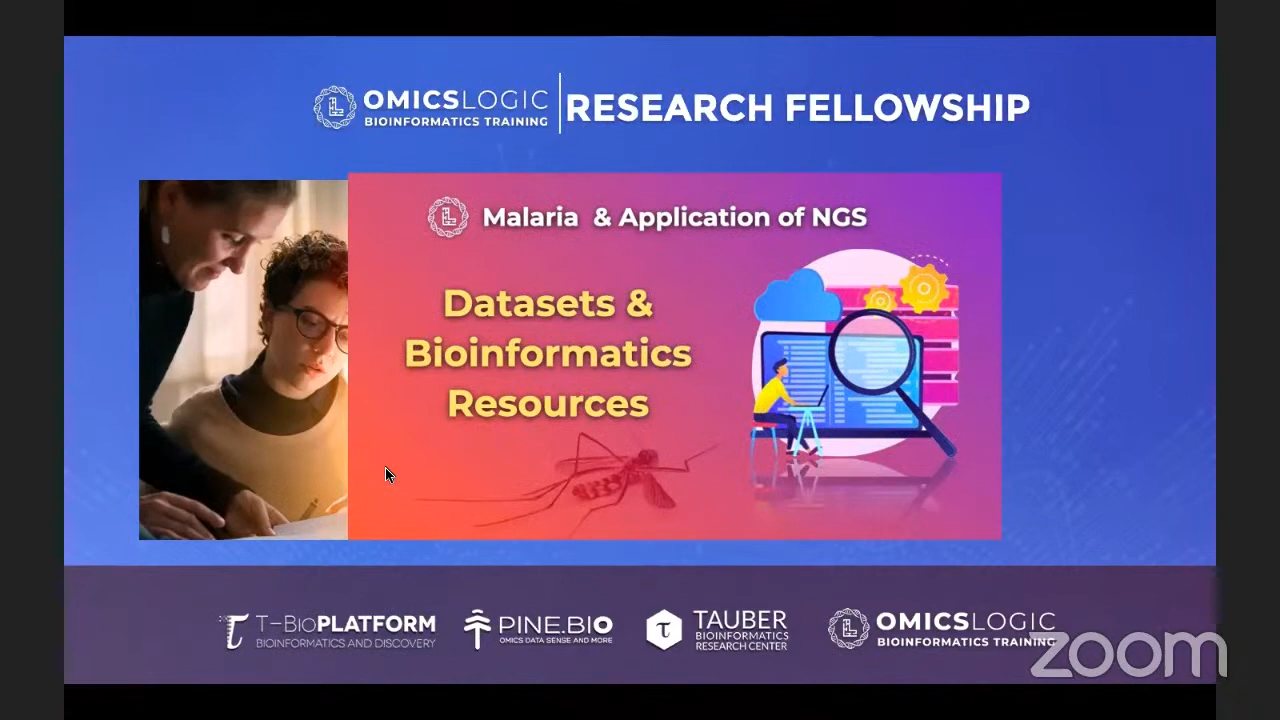 OMICSLOGIC
BIOINFORMATICS TRAINING
RESEARCH FELLOWSHIP
Malaria & Application of NGS
Datasets &
Bioinformatics
Resources
T-BioPLATFORM
BIOINFORMATICS AND DISCOVERY
PINE.BIO
OMICS DATA SENSE AND MORE
TAUBER
BIOINFORMATICS
RESEARCH CENTER
OMICSLOGIC
BIOINFORMATICS TRAINING
zoom